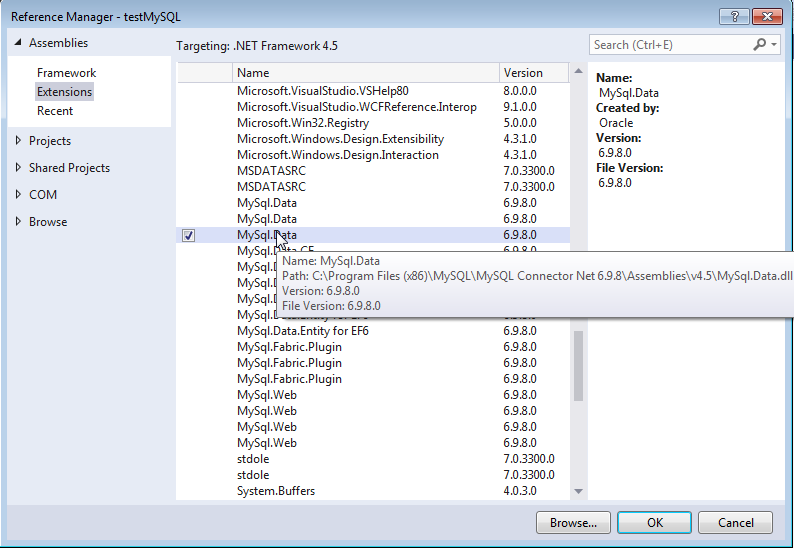 Reference Manager - testMySQL
Assemblies
Framework
Extensions
Recent
Projects
Shared Projects
COM
Browse
Targeting: .NET Framework 4.5
Search (Ctrl+E)
Name Version
Microsoft.VisualStudio.VSHelp80 8.0.0.0
Microsoft.VisualStudio.WCFReference.Interop 9.1.0.0
Microsoft.Win32.Registry 5.0.0.0
Microsoft.Windows.Design.Extensibility 4.3.1.0
Microsoft.Windows.Design.Interaction 4.3.1.0
MSDATASRC 7.0.3300.0
MSDATASRC 7.0.3300.0
MySql.Data 6.9.8.0
MySql.Data 6.9.8.0
MySql.Data 6.9.8.0
MySql.Data.CF 6.9.8.0
Name: MySql.Data
Path: C:\Program Files (x86)\MySQL\MySQL Connector Net 6.9.8\Assemblies\v4.5\MySql.Data.dll
Version: 6.9.8.0
File Version: 6.9.8.0
MySql.Data.Entity for EF6 6.9.8.0
MySql.Data.Entity for EF6 6.9.8.0
MySql.Fabric.Plugin 6.9.8.0
MySql.Fabric.Plugin 6.9.8.0
MySql.Fabric.Plugin 6.9.8.0
MySql.Web 6.9.8.0
MySql.Web 6.9.8.0
MySql.Web 6.9.8.0
MySql.Web 6.9.8.0
stdole 7.0.3300.0
stdole 7.0.3300.0
System.Buffers 4.0.3.0
Name:
MySql.Data
Created by:
Oracle
Version:
6.9.8.0
File Version:
6.9.8.0
Browse...
OK
Cancel